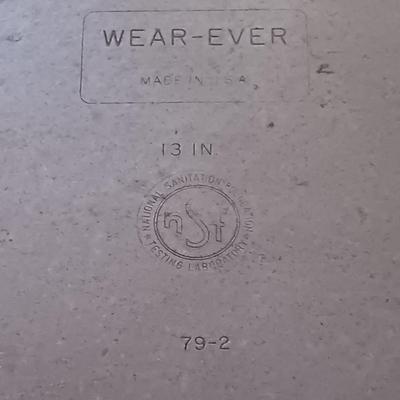 WEAR-EVER
MADE IN U.S.A.
13 IN.
NATIONAL SANITATION FOUNDATION
nsf
TESTING LABORATORY
79-2